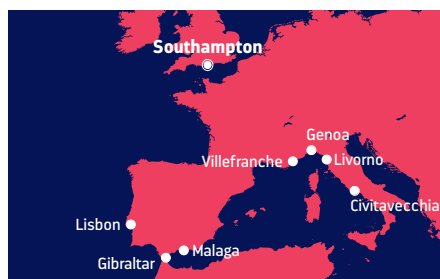 Southampton
Genoa
Villefranche
Livorno
Civitavecchia
Lisbon
Malaga
Gibraltar